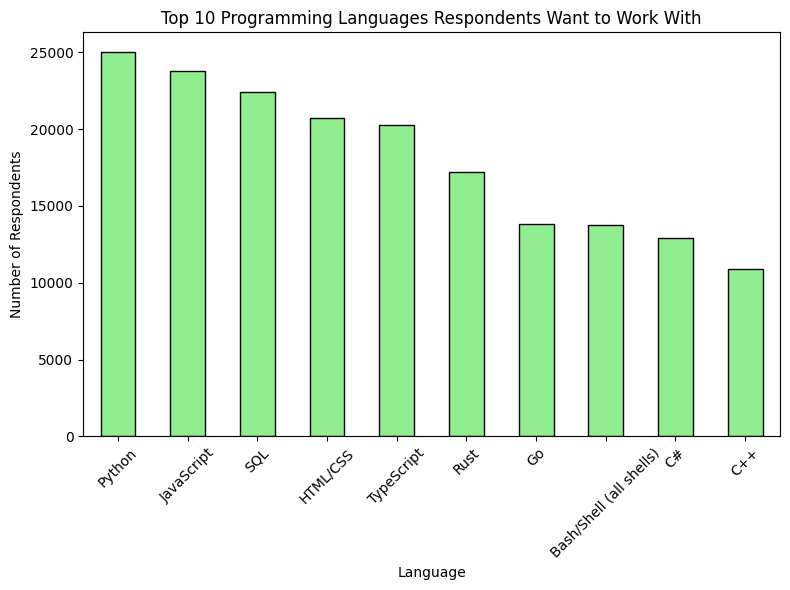 Top 10 Programming Languages Respondents Want to Work With
Number of Respondents
25000
20000
15000
10000
5000
0
Python
JavaScript
SQL
HTML/CSS
TypeScript
Rust
Go
Bash/Shell (all shells)
C#
C++
Language